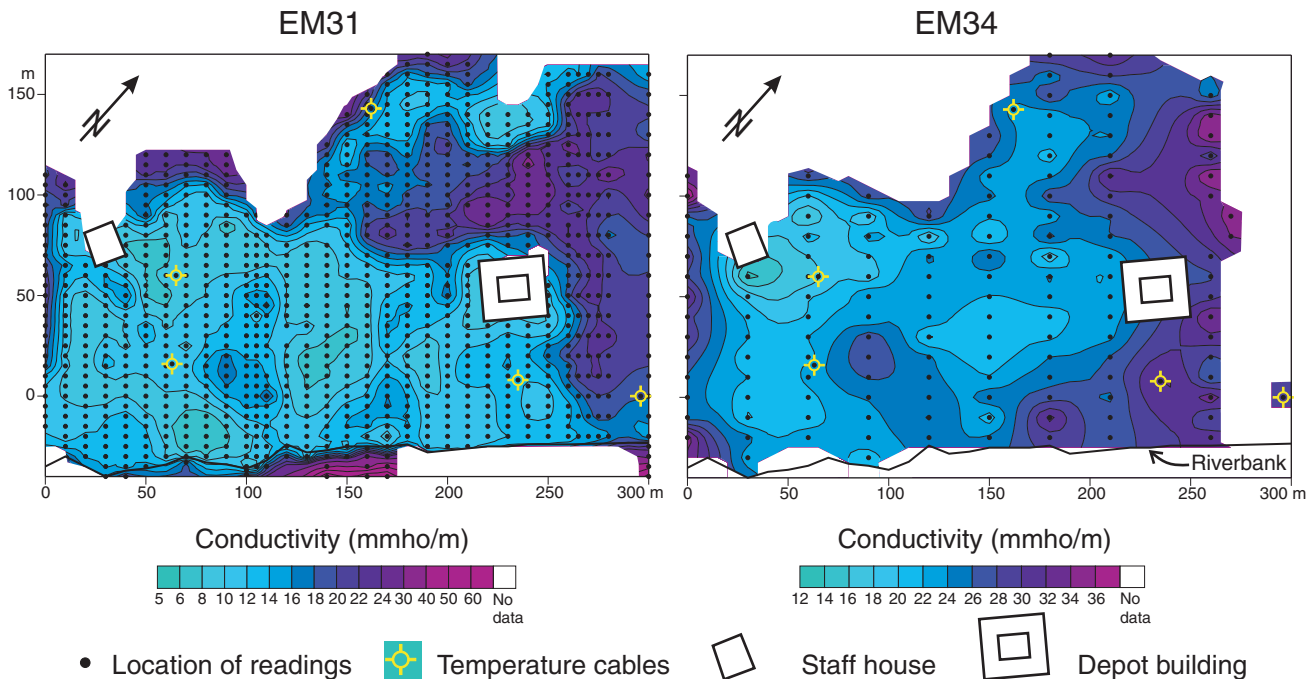 EM31
EM34
m
150
100
50
0
N
N
Riverbank
0 50 100 150 200 250 300 m
0 50 100 150 200 250 300 m
Conductivity (mmho/m)
Conductivity (mmho/m)
5 6 8 10 12 14 16 18 20 22 24 30 40 50 60 No data
12 14 16 18 20 22 24 26 28 30 32 34 36 No data
Location of readings
Temperature cables
Staff house
Depot building